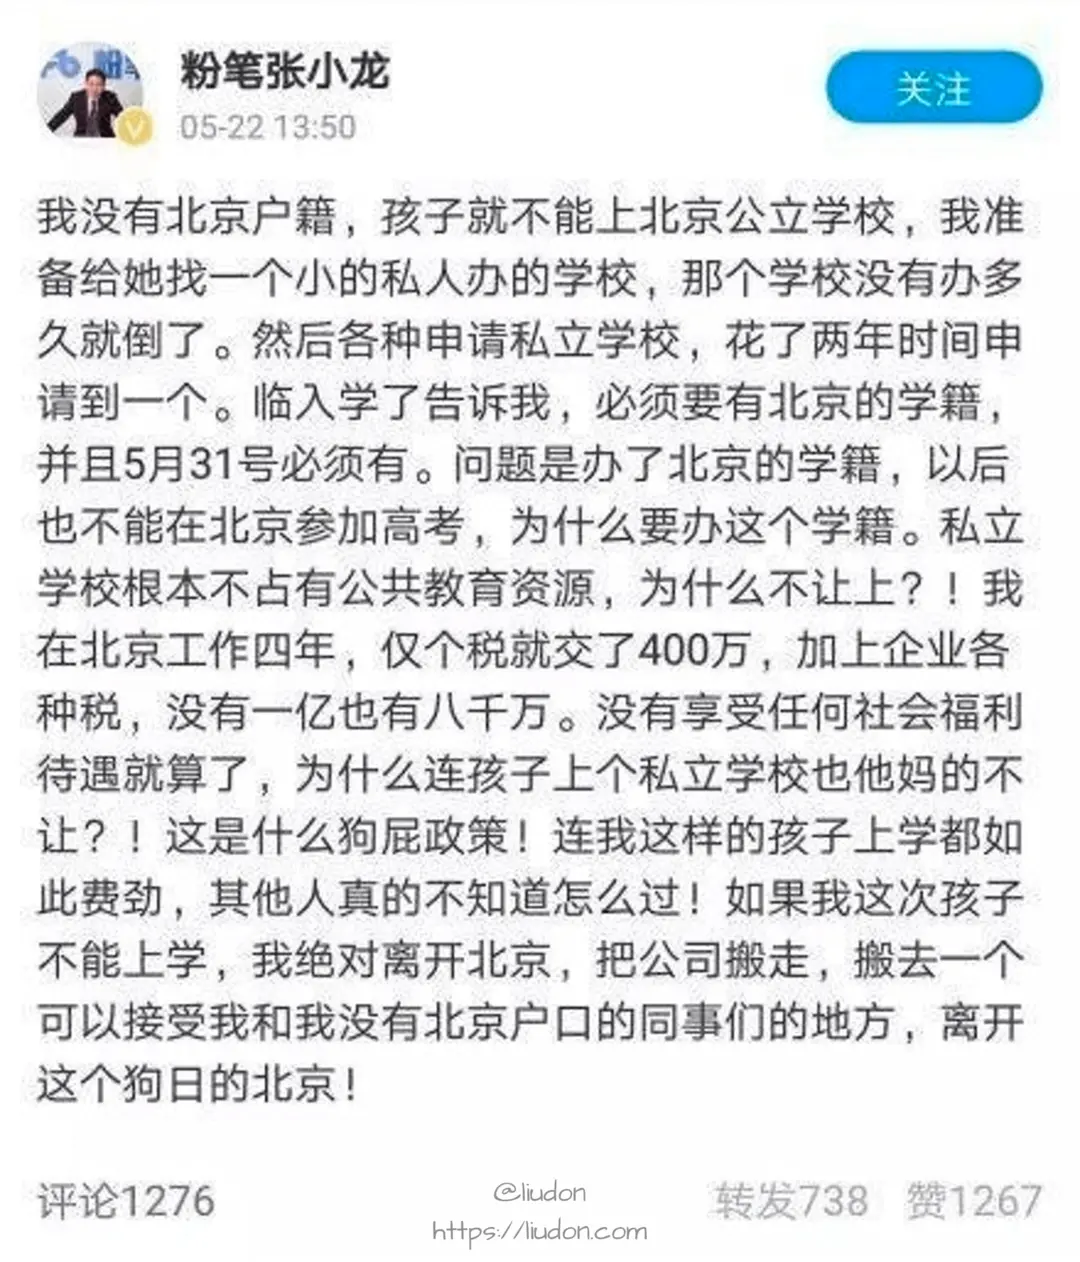 粉笔张小龙
关注
05-22 13:50
我没有北京户籍，孩子就不能上北京公立学校，我准
备给她找一个小的私人办的学校，那个学校没有办多
久就倒了。然后各种申请私立学校，花了两年时间申
请到一个。临入学了告诉我，必须要有北京的学籍，
并且5月31号必须有。问题是办了北京的学籍，以后
也不能在北京参加高考，为什么要办这个学籍。私立
学校根本不占有公共教育资源，为什么不让上？！我
在北京工作四年，仅个税就交了400万，加上企业各
种税，没有一亿也有八千万。没有享受任何社会福利
待遇就算了，为什么连孩子上个私立学校也他妈的不
让？！这是什么狗屁政策！连我这样的孩子上学都如
此费劲，其他人真的不知道怎么过！如果我这次孩子
不能上学，我绝对离开北京，把公司搬走，搬去一个
可以接受我和我没有北京户口的同事们的地方，离开
这个狗日的北京！
评论1276
转发738 赞1267
@liudon
https://liudon.com